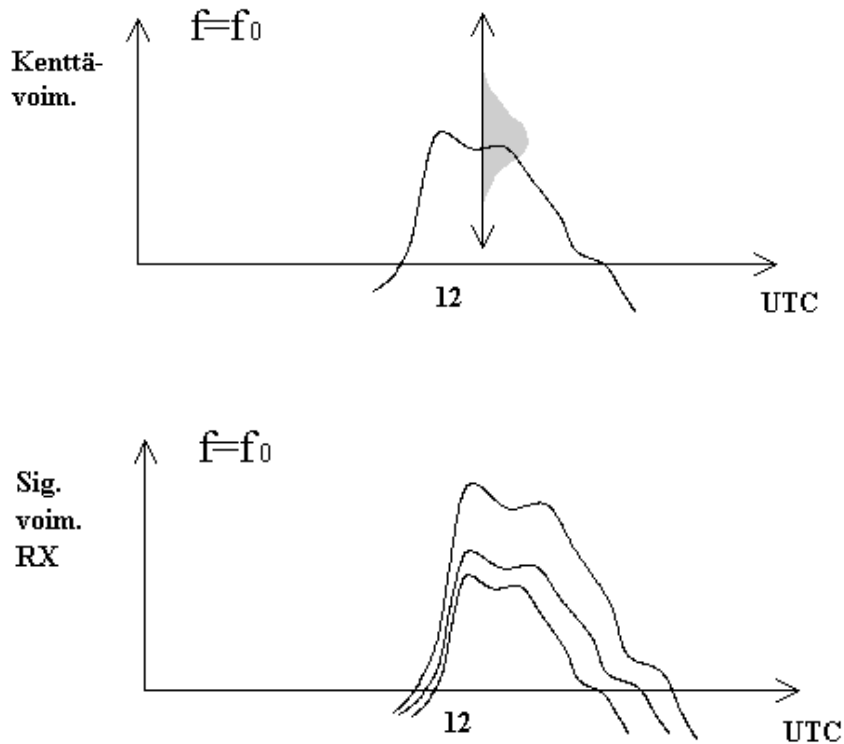 f=f0
Kenttä-
voim.
12
UTC
f=f0
Sig.
voim.
RX
12
UTC